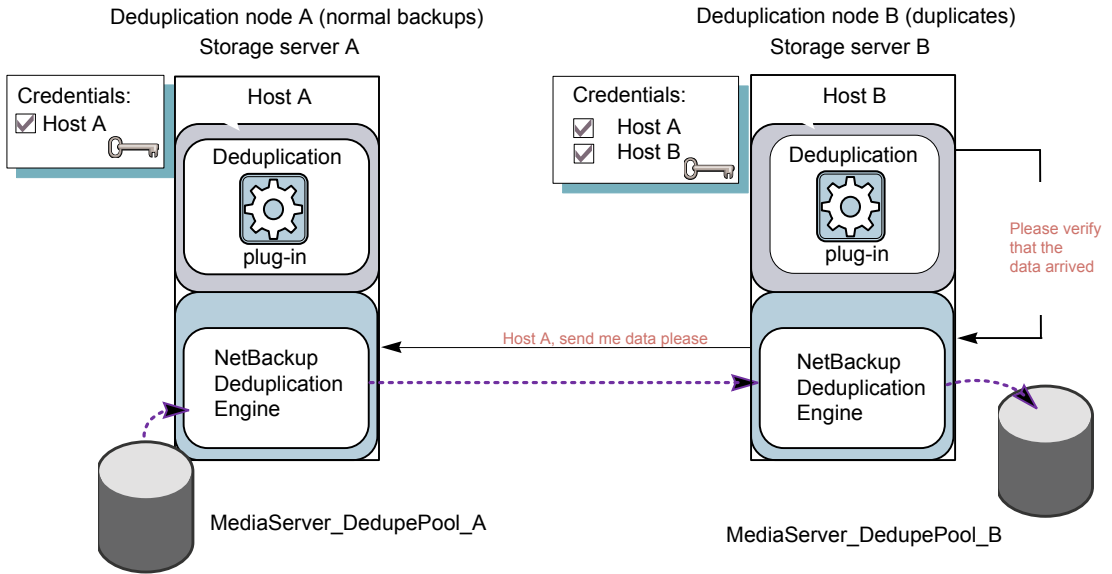 Deduplication node A (normal backups)
Storage server A
Credentials:
Host A
Host A
Deduplication
plug-in
NetBackup
Deduplication
Engine
MediaServer_DedupePool_A
Host A, send me data please
Deduplication node B (duplicates)
Storage server B
Credentials:
Host A
Host B
Host B
Deduplication
plug-in
Please verify
that the
data arrived
NetBackup
Deduplication
Engine
MediaServer_DedupePool_B